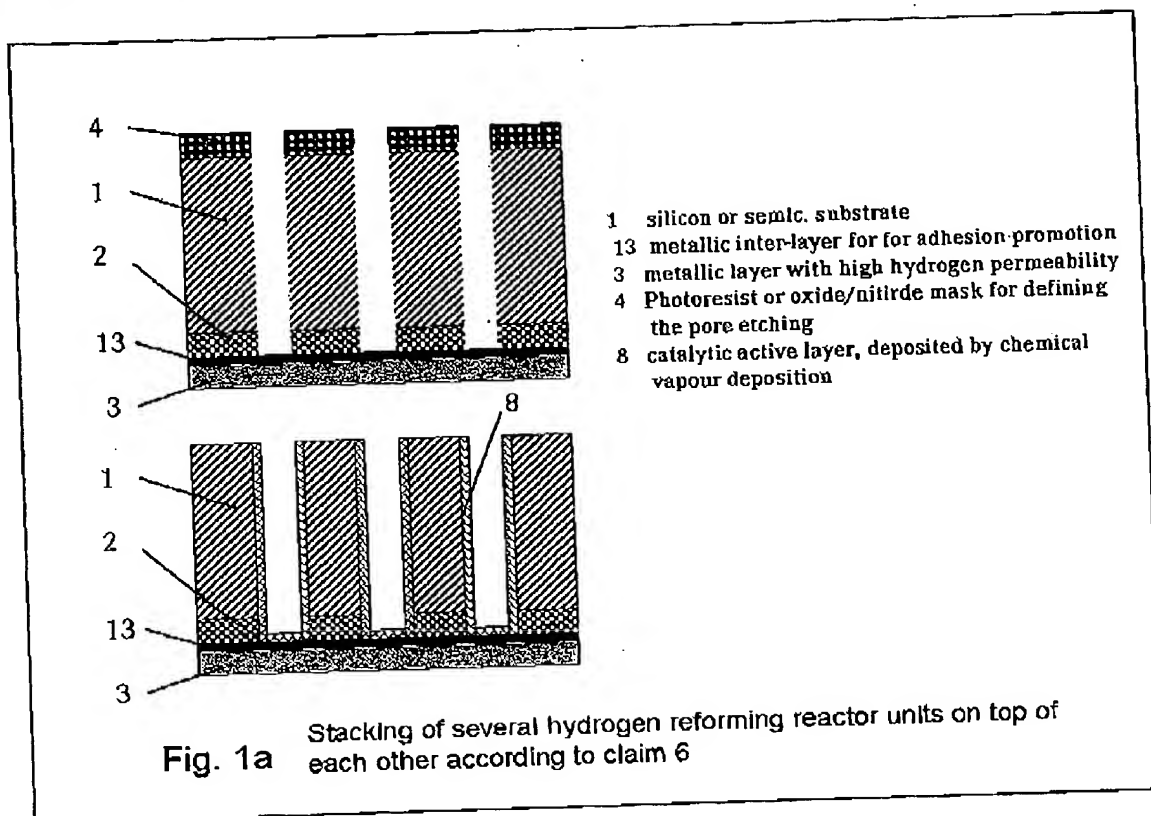 4
1
2
13
3
8
1
2
13
3
1 silicon or semic. substrate
13 metallic inter-layer for for adhesion promotion
3 metallic layer with high hydrogen permeability
4 Photoresist or oxide/nitirde mask for defining
the pore etching
8 catalytic active layer, deposited by chemical
vapour deposition
Fig. 1a Stacking of several hydrogen reforming reactor units on top of
each other according to claim 6